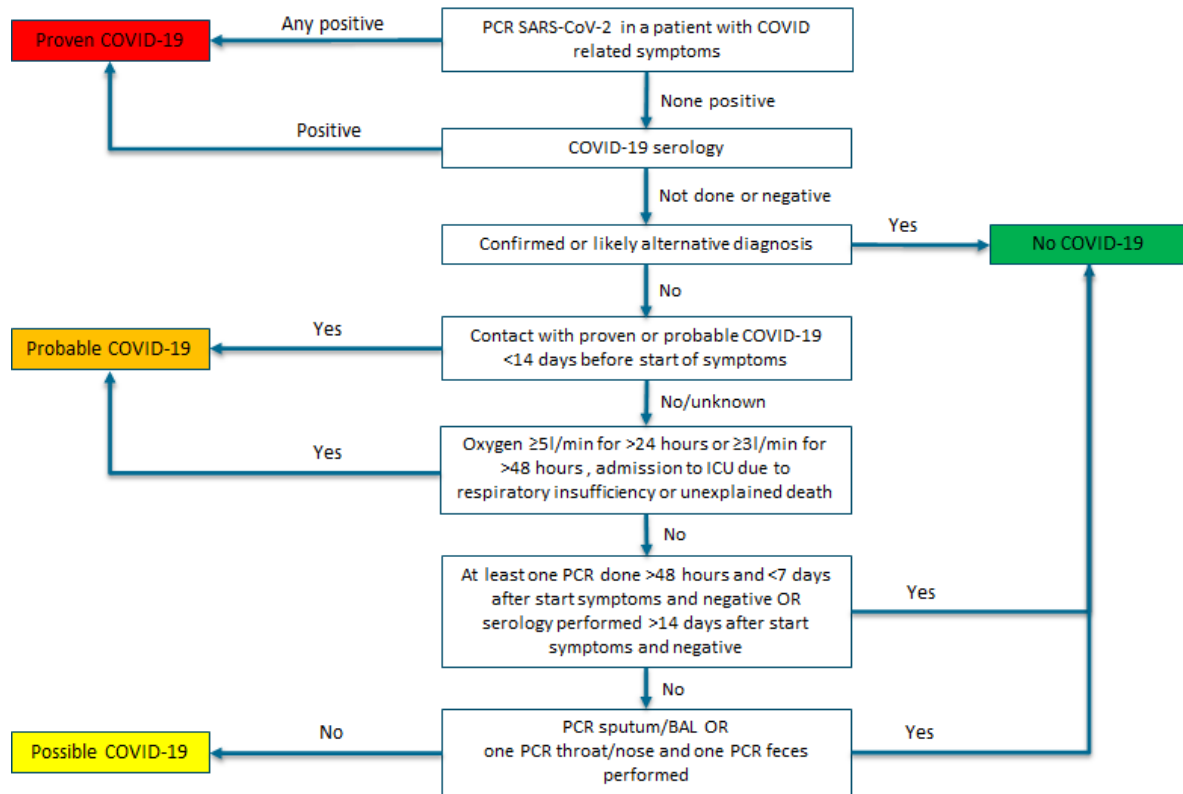 Any positive
Proven COVID-19
PCR SARS-CoV-2 in a patient with COVID
related symptoms
None positive
Positive
COVID-19 serology
Not done or negative
Confirmed or likely alternative diagnosis
Yes
No COVID-19
No
Probable COVID-19
Yes
Contact with proven or probable COVID-19
<14 days before start of symptoms
No/unknown
Yes
Oxygen ≥5l/min for >24 hours or ≥3l/min for
>48 hours , admission to ICU due to
respiratory insufficiency or unexplained death
No
At least one PCR done >48 hours and <7 days
after start symptoms and negative OR
serology performed >14 days after start
symptoms and negative
Yes
No
Possible COVID-19
No
PCR sputum/BAL OR
one PCR throat/nose and one PCR feces
performed
Yes